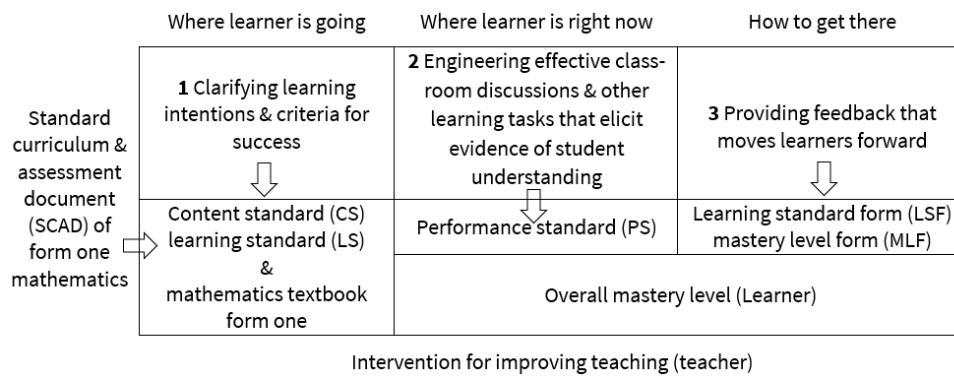 Where learner is going
Where learner is right now
How to get there
1 Clarifying learning
intentions & criteria for
success
2 Engineering effective class-
room discussions & other
learning tasks that elicit
evidence of student
understanding
3 Providing feedback that
moves learners forward
Standard
curriculum &
assessment
document
(SCAD) of
form one
mathematics
Content standard (CS)
learning standard (LS)
&
mathematics textbook
form one
Performance standard (PS)
Learning standard form (LSF)
mastery level form (MLF)
Overall mastery level (Learner)
Intervention for improving teaching (teacher)